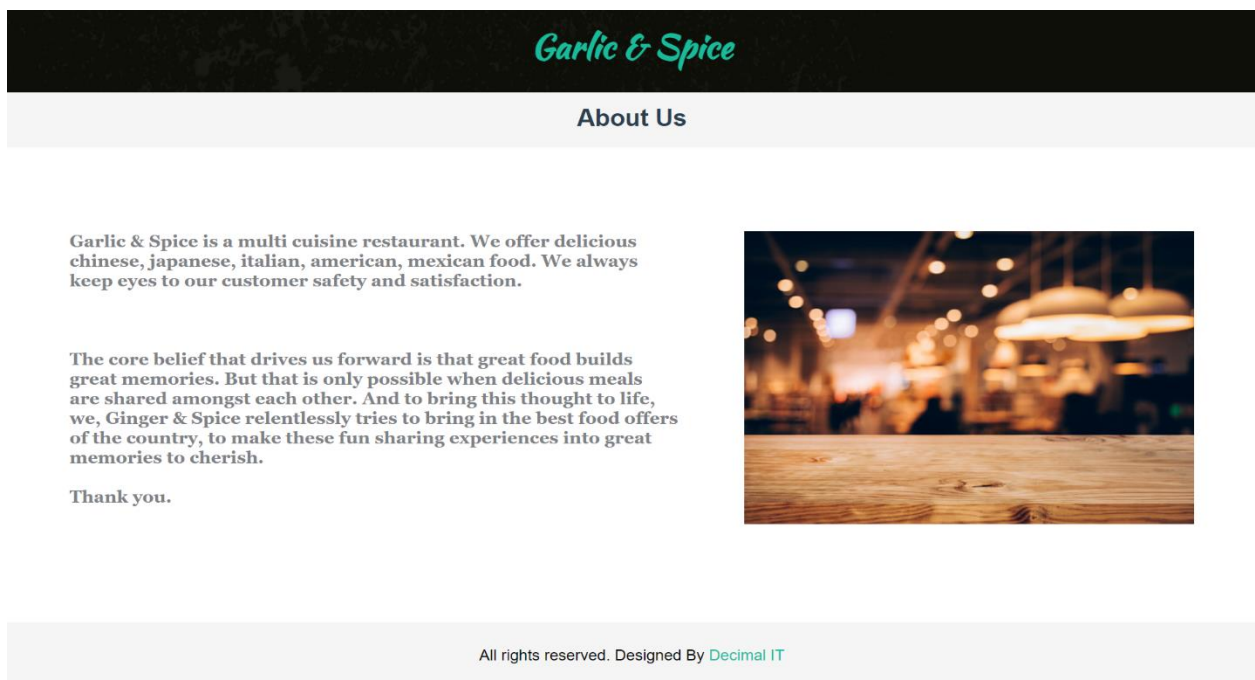 Garlic & Spice
About Us
Garlic & Spice is a multi cuisine restaurant. We offer delicious
chinese, japanese, italian, american, mexican food. We always
keep eyes to our customer safety and satisfaction.
The core belief that drives us forward is that great food builds
great memories. But that is only possible when delicious meals
are shared amongst each other. And to bring this thought to life,
we, Ginger & Spice relentlessly tries to bring in the best food offers
of the country, to make these fun sharing experiences into great
memories to cherish.
Thank you.
All rights reserved. Designed By Decimal IT